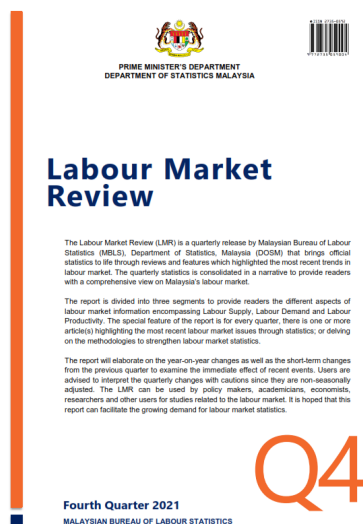 PRIME MINISTER'S DEPARTMENT
DEPARTMENT OF STATISTICS MALAYSIA
Labour Market
Review
The Labour Market Review (LMR) is a quarterly release by Malaysian Bureau of Labour
Statistics (MBLS), Department of Statistics, Malaysia (DOSM) that brings official
statistics to life through reviews and features which highlighted the most recent trends in
labour market. The quarterly statistics is consolidated in a narrative to provide readers
with a comprehensive view on Malaysia's labour market.
The report is divided into three segments to provide readers the different aspects of
labour market information encompassing Labour Supply, Labour Demand and Labour
Productivity. The special feature of the report is for every quarter, there is one or more
article(s) highlighting the most recent labour market issues through statistics; or delving
on the methodologies to strengthen labour market statistics.
The report will elaborate on the year-on-year changes as well as the short-term changes
from the previous quarter to examine the immediate effect of recent events. Users are
advised to interpret the quarterly changes with cautions since they are non-seasonally
adjusted. The LMR can be used by policy makers, academicians, economists,
researchers and other users for studies related to the labour market. It is hoped that this
report can facilitate the growing demand for labour market statistics.
Q4
Fourth Quarter 2021
MALAYSIAN BUREAU OF LABOUR STATISTICS